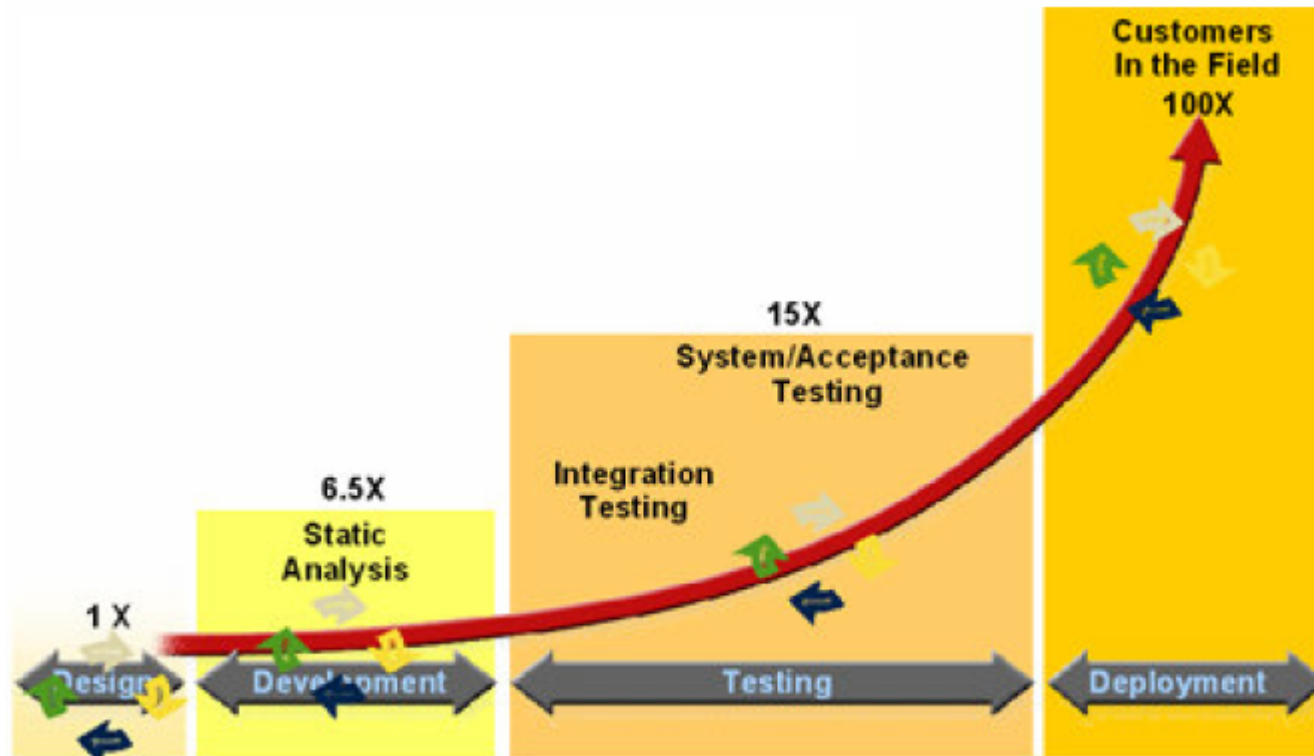 Customers
In the Field
100X
15X
System/Acceptance
Testing
Integration
Testing
6.5X
Static
Analysis
1 X
Design
Development
Testing
Deployment